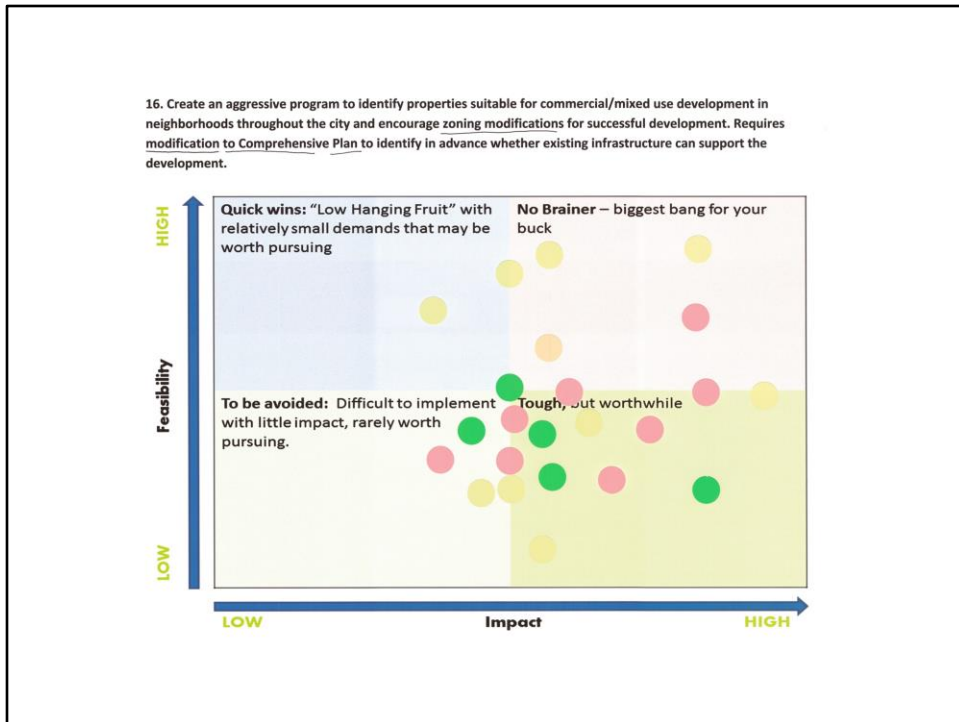 16. Create an aggressive program to identify properties suitable for commercial/mixed use development in
neighborhoods throughout the city and encourage zoning modifications for successful development. Requires
modification to Comprehensive Plan to identify in advance whether existing infrastructure can support the
development.
HIGH
Quick wins: “Low Hanging Fruit” with
relatively small demands that may be
worth pursuing
No Brainer – biggest bang for your
buck
Feasibility
To be avoided: Difficult to implement
with little impact, rarely worth
pursuing.
Tough, but worthwhile
LOW
LOW
Impact
HIGH